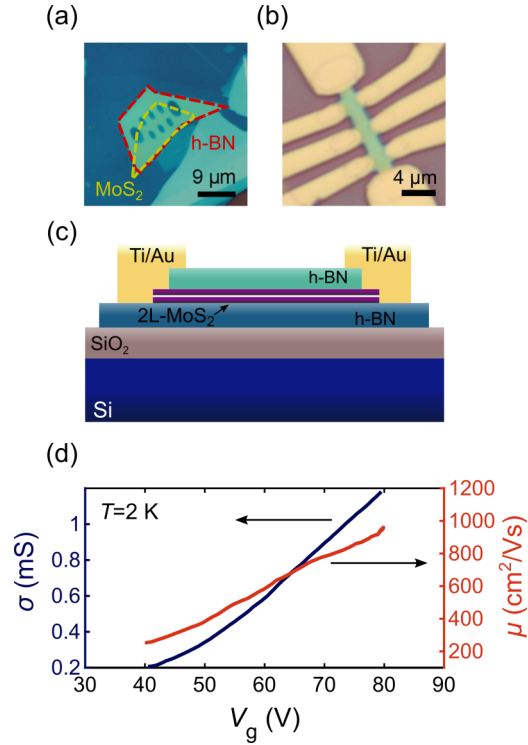 (a)
(b)
h-BN
MoS₂
9 µm
4 µm
(c)
Ti/Au
Ti/Au
h-BN
2L-MoS₂
h-BN
SiO₂
Si
(d)
T=2 K
σ (mS)
1
0.8
0.6
0.4
0.2
1200
1000
800
600
400
200
µ (cm²/Vs)
30 40 50 60 70 80 90
Vg (V)